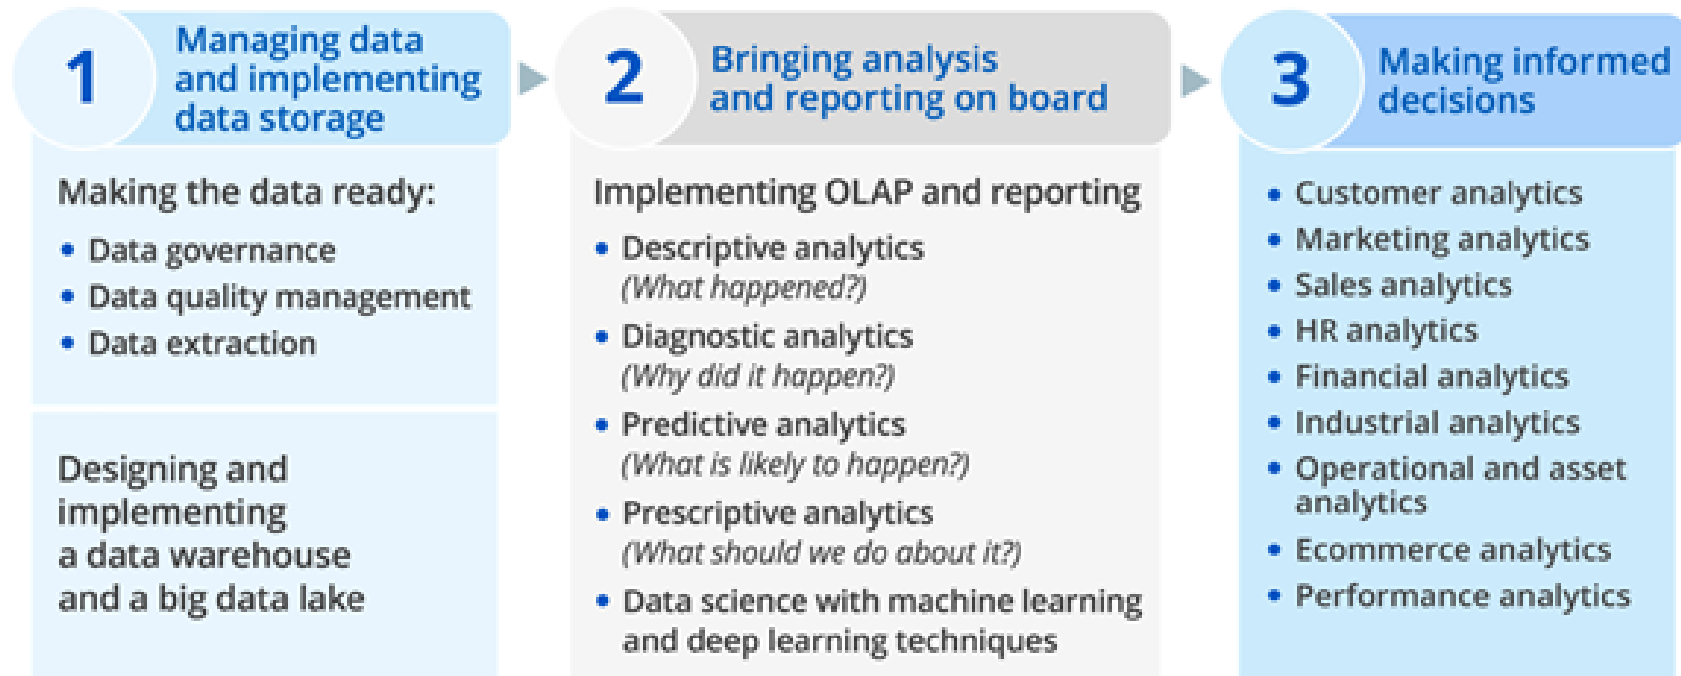 1
Managing data
and implementing
data storage
Making the data ready:
• Data governance
• Data quality management
• Data extraction
Designing and
implementing
a data warehouse
and a big data lake
2
Bringing analysis
and reporting on board
Implementing OLAP and reporting
• Descriptive analytics
(What happened?)
• Diagnostic analytics
(Why did it happen?)
• Predictive analytics
(What is likely to happen?)
• Prescriptive analytics
(What should we do about it?)
• Data science with machine learning
and deep learning techniques
3
Making informed
decisions
• Customer analytics
• Marketing analytics
• Sales analytics
• HR analytics
• Financial analytics
• Industrial analytics
• Operational and asset
analytics
• Ecommerce analytics
• Performance analytics